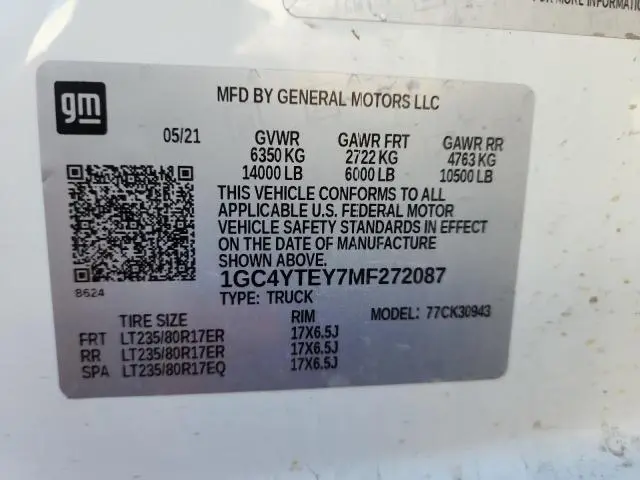 FOR MORE INFORMATION
gm
MFD BY GENERAL MOTORS LLC
05/21 GVWR GAWR FRT GAWR RR
6350 KG 2722 KG 4763 KG
14000 LB 6000 LB 10500 LB
THIS VEHICLE CONFORMS TO ALL
APPLICABLE U.S. FEDERAL MOTOR
VEHICLE SAFETY STANDARDS IN EFFECT
ON THE DATE OF MANUFACTURE
SHOWN ABOVE.
8624
1GC4YTEY7MF272087
TYPE: TRUCK
TIRE SIZE RIM MODEL: 77CK30943
FRT LT235/80R17ER 17X6.5J
RR LT235/80R17ER 17X6.5J
SPA LT235/80R17EQ 17X6.5J